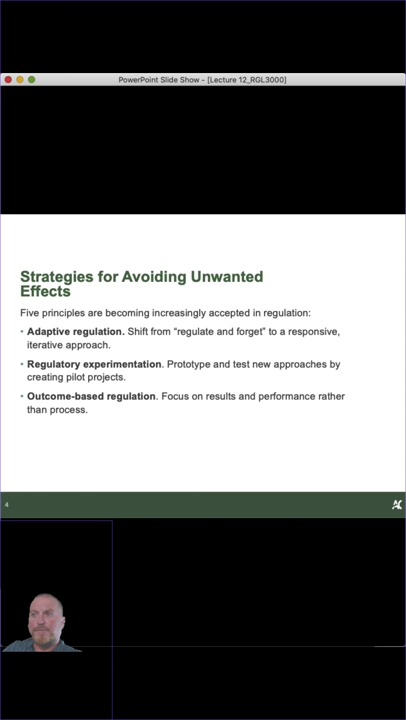 PowerPoint Slide Show - [Lecture 12_RGL3000]
Strategies for Avoiding Unwanted
Effects
Five principles are becoming increasingly accepted in regulation:
• Adaptive regulation. Shift from “regulate and forget” to a responsive,
iterative approach.
• Regulatory experimentation. Prototype and test new approaches by
creating pilot projects.
• Outcome-based regulation. Focus on results and performance rather
than process.
4
AC